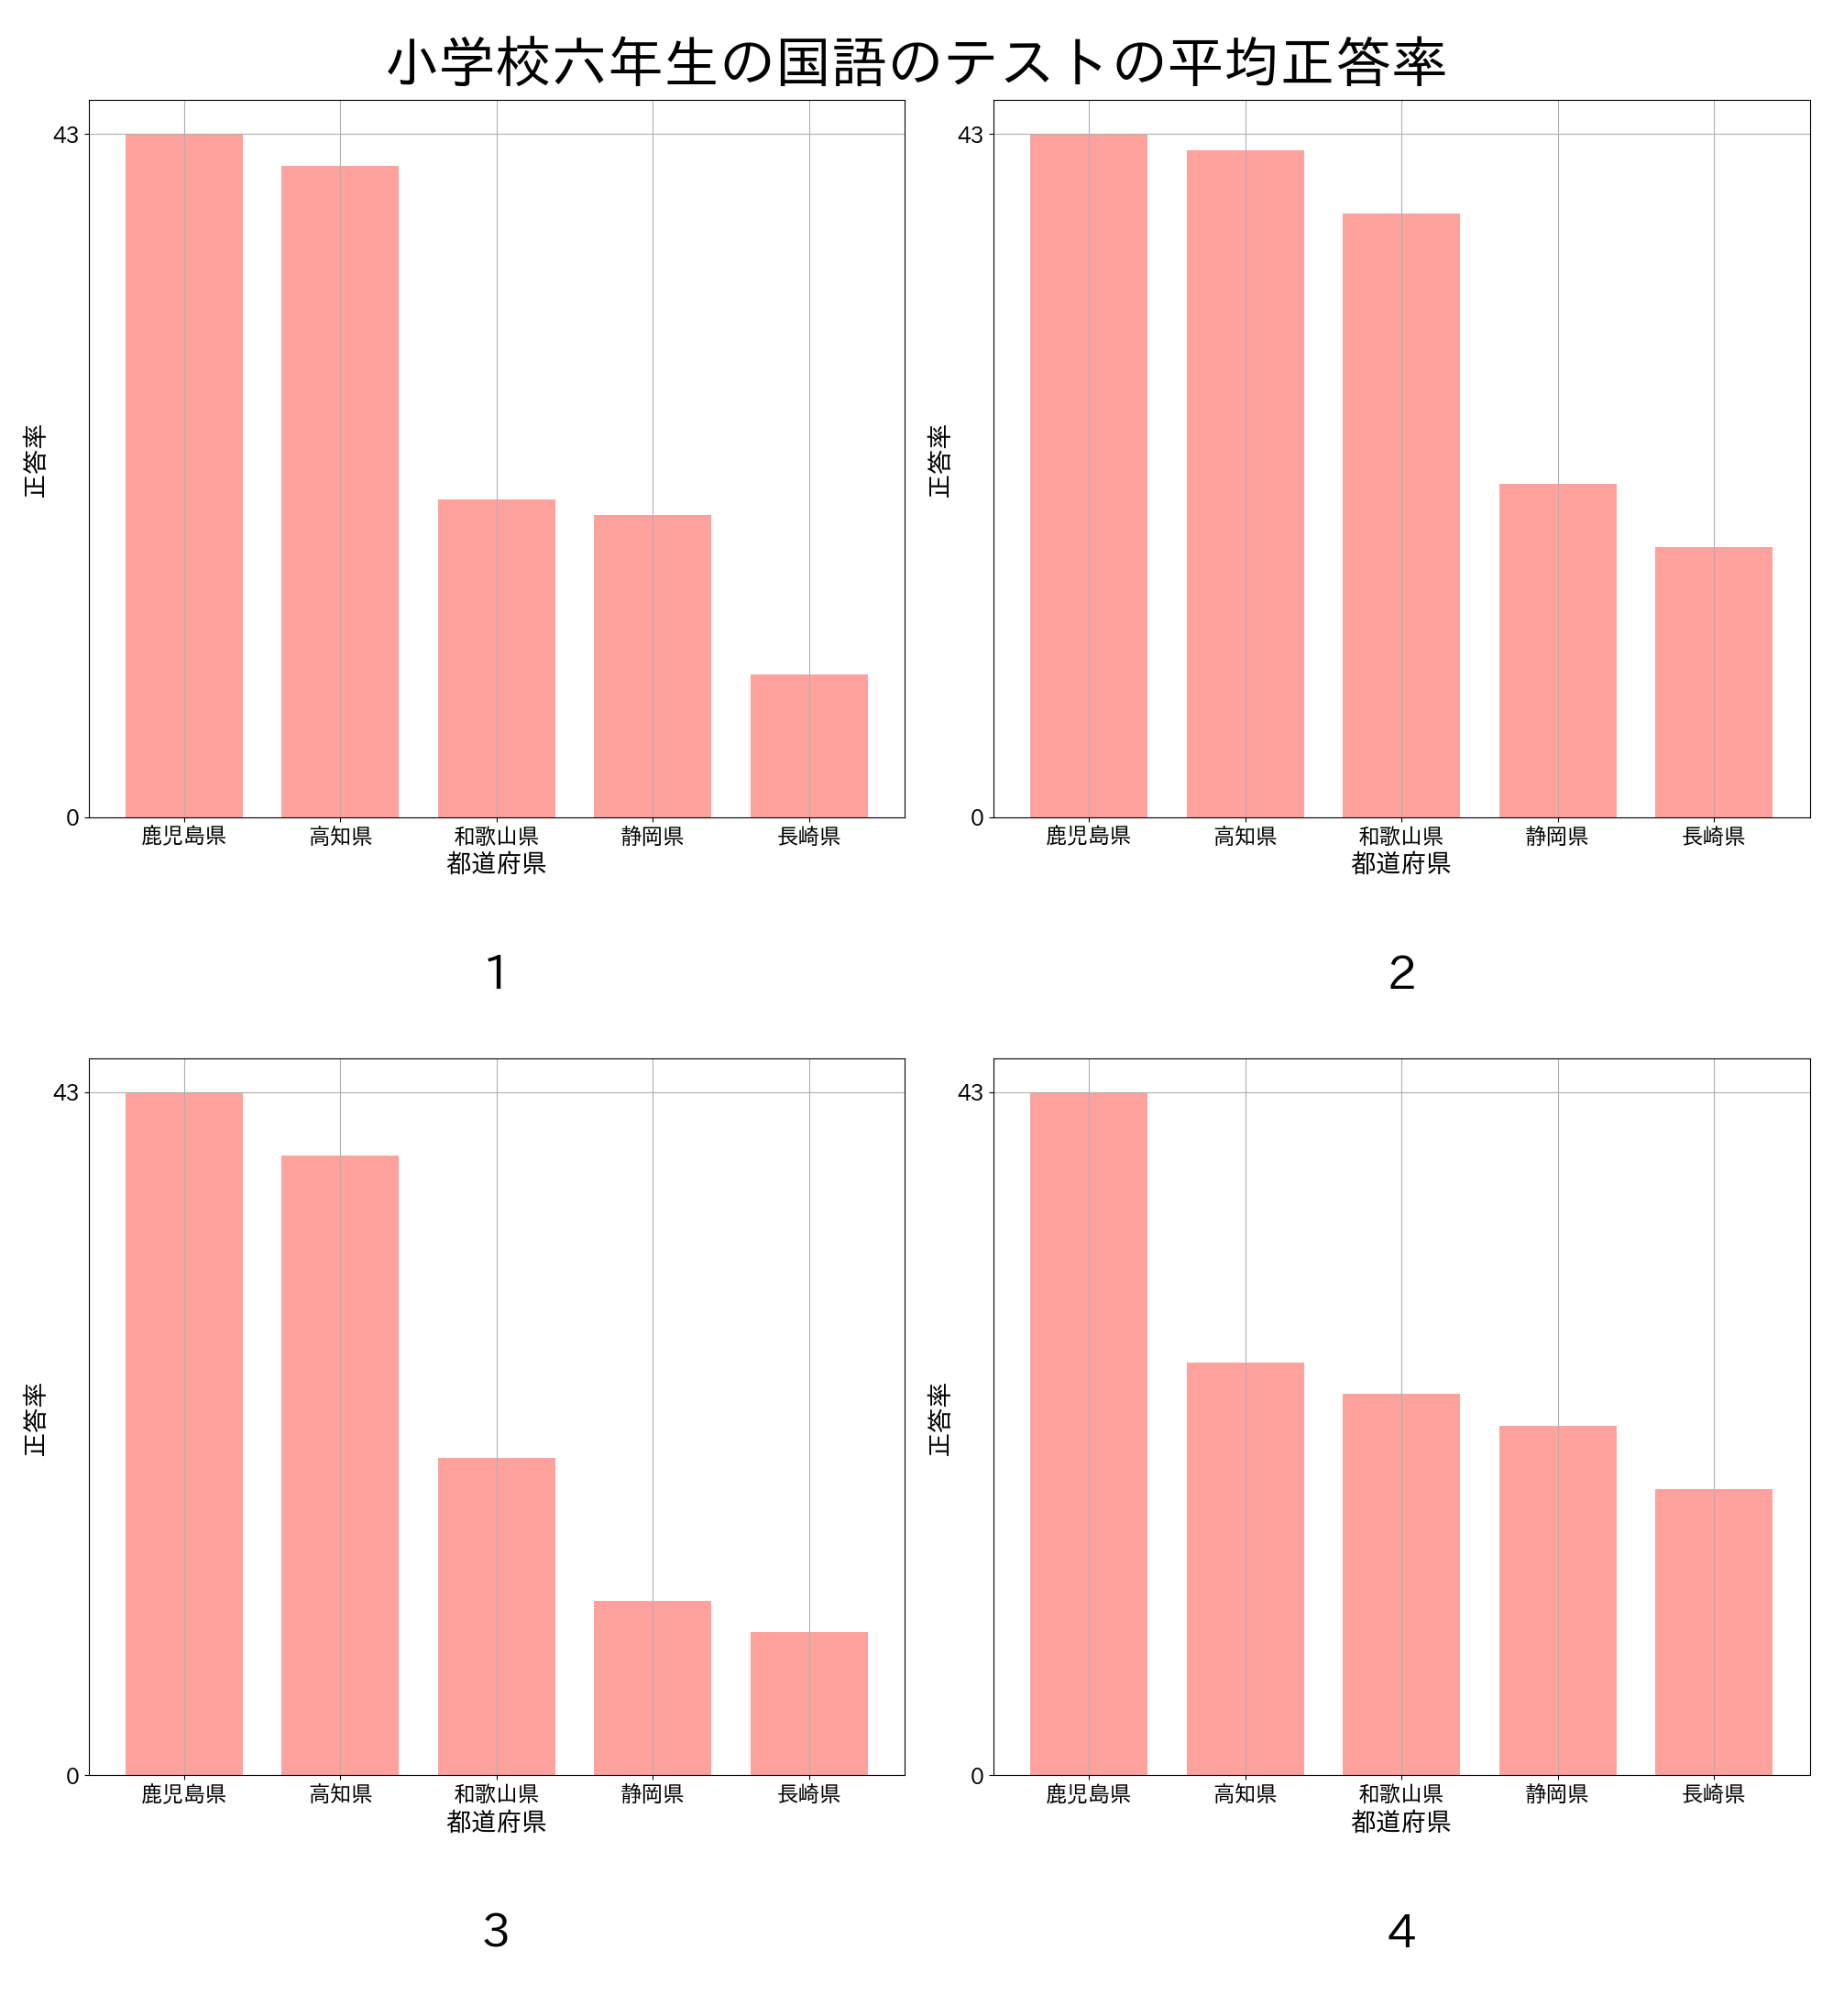 小学校六年生の国語のテストの平均正答率
43
正答率
0
鹿児島県 高知県 和歌山県 静岡県 長崎県
都道府県
1
43
正答率
0
鹿児島県 高知県 和歌山県 静岡県 長崎県
都道府県
2
43
正答率
0
鹿児島県 高知県 和歌山県 静岡県 長崎県
都道府県
3
43
正答率
0
鹿児島県 高知県 和歌山県 静岡県 長崎県
都道府県
4